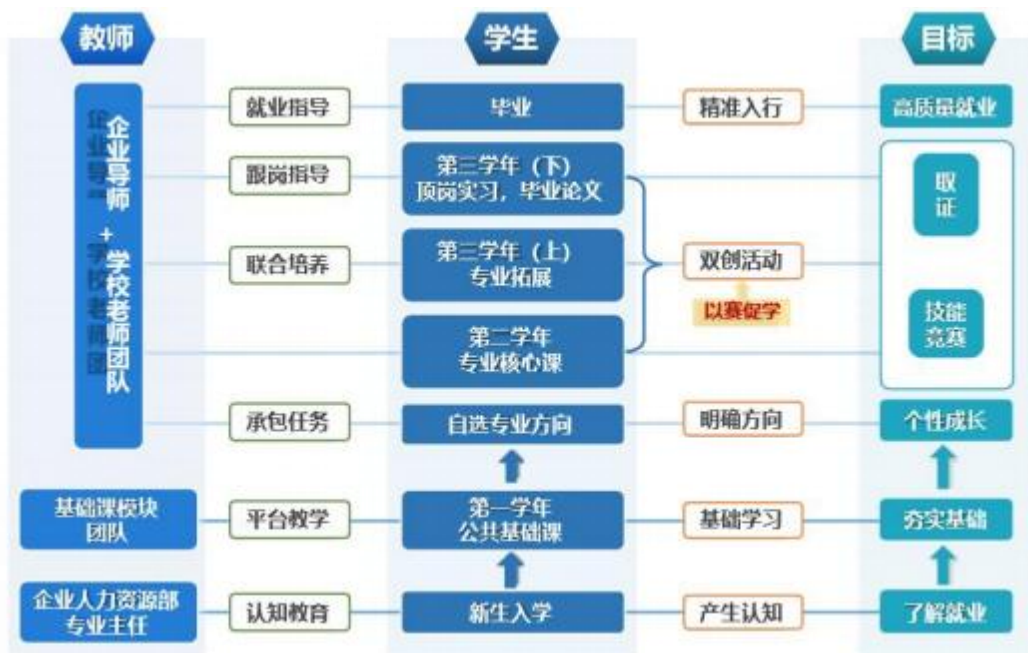 教师
学生
目标
企业导师 + 学校老师团队
就业指导
毕业
精准入行
高质量就业
跟岗指导
第三学年（下）
顶岗实习，毕业论文
取
证
联合培养
第三学年（上）
专业拓展
双创活动
以赛促学
技能
竞赛
第二学年
专业核心课
承包任务
自选专业方向
明确方向
个性成长
基础课模块
团队
平台教学
第一学年
公共基础课
基础学习
夯实基础
企业人力资源部
专业主任
认知教育
新生入学
产生认知
了解就业